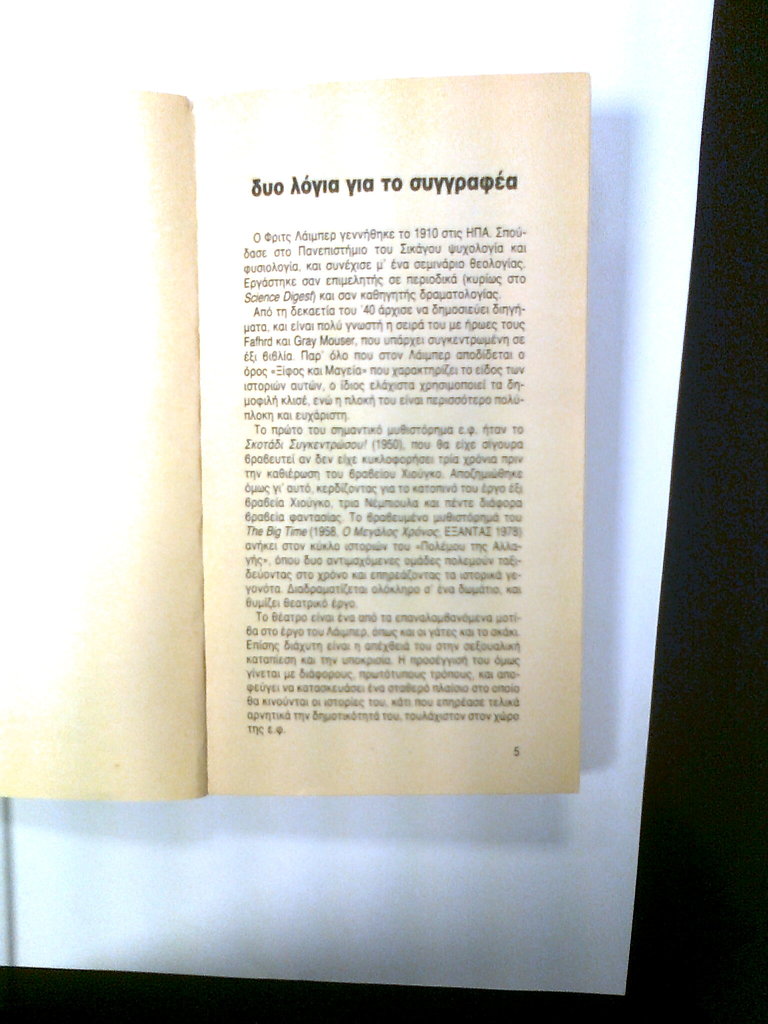 δυο λόγια για το συγγραφέα
Ο Φριτς Λάιμπερ γεννήθηκε το 1910 στις ΗΠΑ. Σπού-
δασε στο Πανεπιστήμιο του Σικάγου ψυχολογία και
φυσιολογία, και συνέχισε μ' ένα σεμινάριο θεολογίας.
Εργάστηκε σαν επιμελητής σε περιοδικά (κυρίως στο
Science Digest) και σαν καθηγητής δραματολογίας.
Από τη δεκαετία του '40 άρχισε να δημοσιεύει διηγή-
ματα, και είναι πολύ γνωστή η σειρά του με ήρωες τους
Fafhrd και Gray Mouser, που υπάρχει συγκεντρωμένη σε
έξι βιβλία. Παρ' όλο που στον Λάιμπερ αποδίδεται ο
όρος «Ξίφος και Μαγεία» που χαρακτηρίζει το είδος των
ιστοριών αυτών, ο ίδιος ελάχιστα χρησιμοποιεί τα δη-
μοφιλή κλισέ, ενώ η πλοκή του είναι περισσότερο πολύ-
πλοκη και ευχάριστη.
Το πρώτο του σημαντικό μυθιστόρημα ε.φ. ήταν το
Σκοτάδι Συγκεντρώσου! (1950), που θα είχε σίγουρα
βραβευτεί αν δεν είχε κυκλοφορήσει τρία χρόνια πριν
την καθιέρωση του βραβείου Χιούγκο. Αποζημιώθηκε
όμως γι' αυτό, κερδίζοντας για το κατοπινό του έργο έξι
βραβεία Χιούγκο, τρία Νέμπιουλα και πέντε διάφορα
βραβεία φαντασίας. Το βραβευμένο μυθιστόρημά του
The Big Time (1958, Ο Μεγάλος Χρόνος, ΕΞΑΝΤΑΣ 1978)
ανήκει στον κύκλο ιστοριών του «Πολέμου της Αλλα-
γής», όπου δυο αντιμαχόμενες ομάδες πολεμούν ταξι-
δεύοντας στο χρόνο και επηρεάζοντας τα ιστορικά γε-
γονότα. Διαδραματίζεται ολόκληρο σ' ένα δωμάτιο, και
θυμίζει θεατρικό έργο.
Το θέατρο είναι ένα από τα επαναλαμβανόμενα μοτί-
βα στο έργο του Λάιμπερ, όπως και οι γάτες και το σκάκι.
Επίσης διάχυτη είναι η απέχθειά του στην σεξουαλική
καταπίεση και την υποκρισία. Η προσέγγισή του όμως
γίνεται με διάφορους, πρωτότυπους τρόπους, και απο-
φεύγει να κατασκευάσει ένα σταθερό πλαίσιο στο οποίο
θα κινούνται οι ιστορίες του, κάτι που επηρέασε τελικά
αρνητικά την δημοτικότητά του, τουλάχιστον στον χώρο
της ε.φ.
5